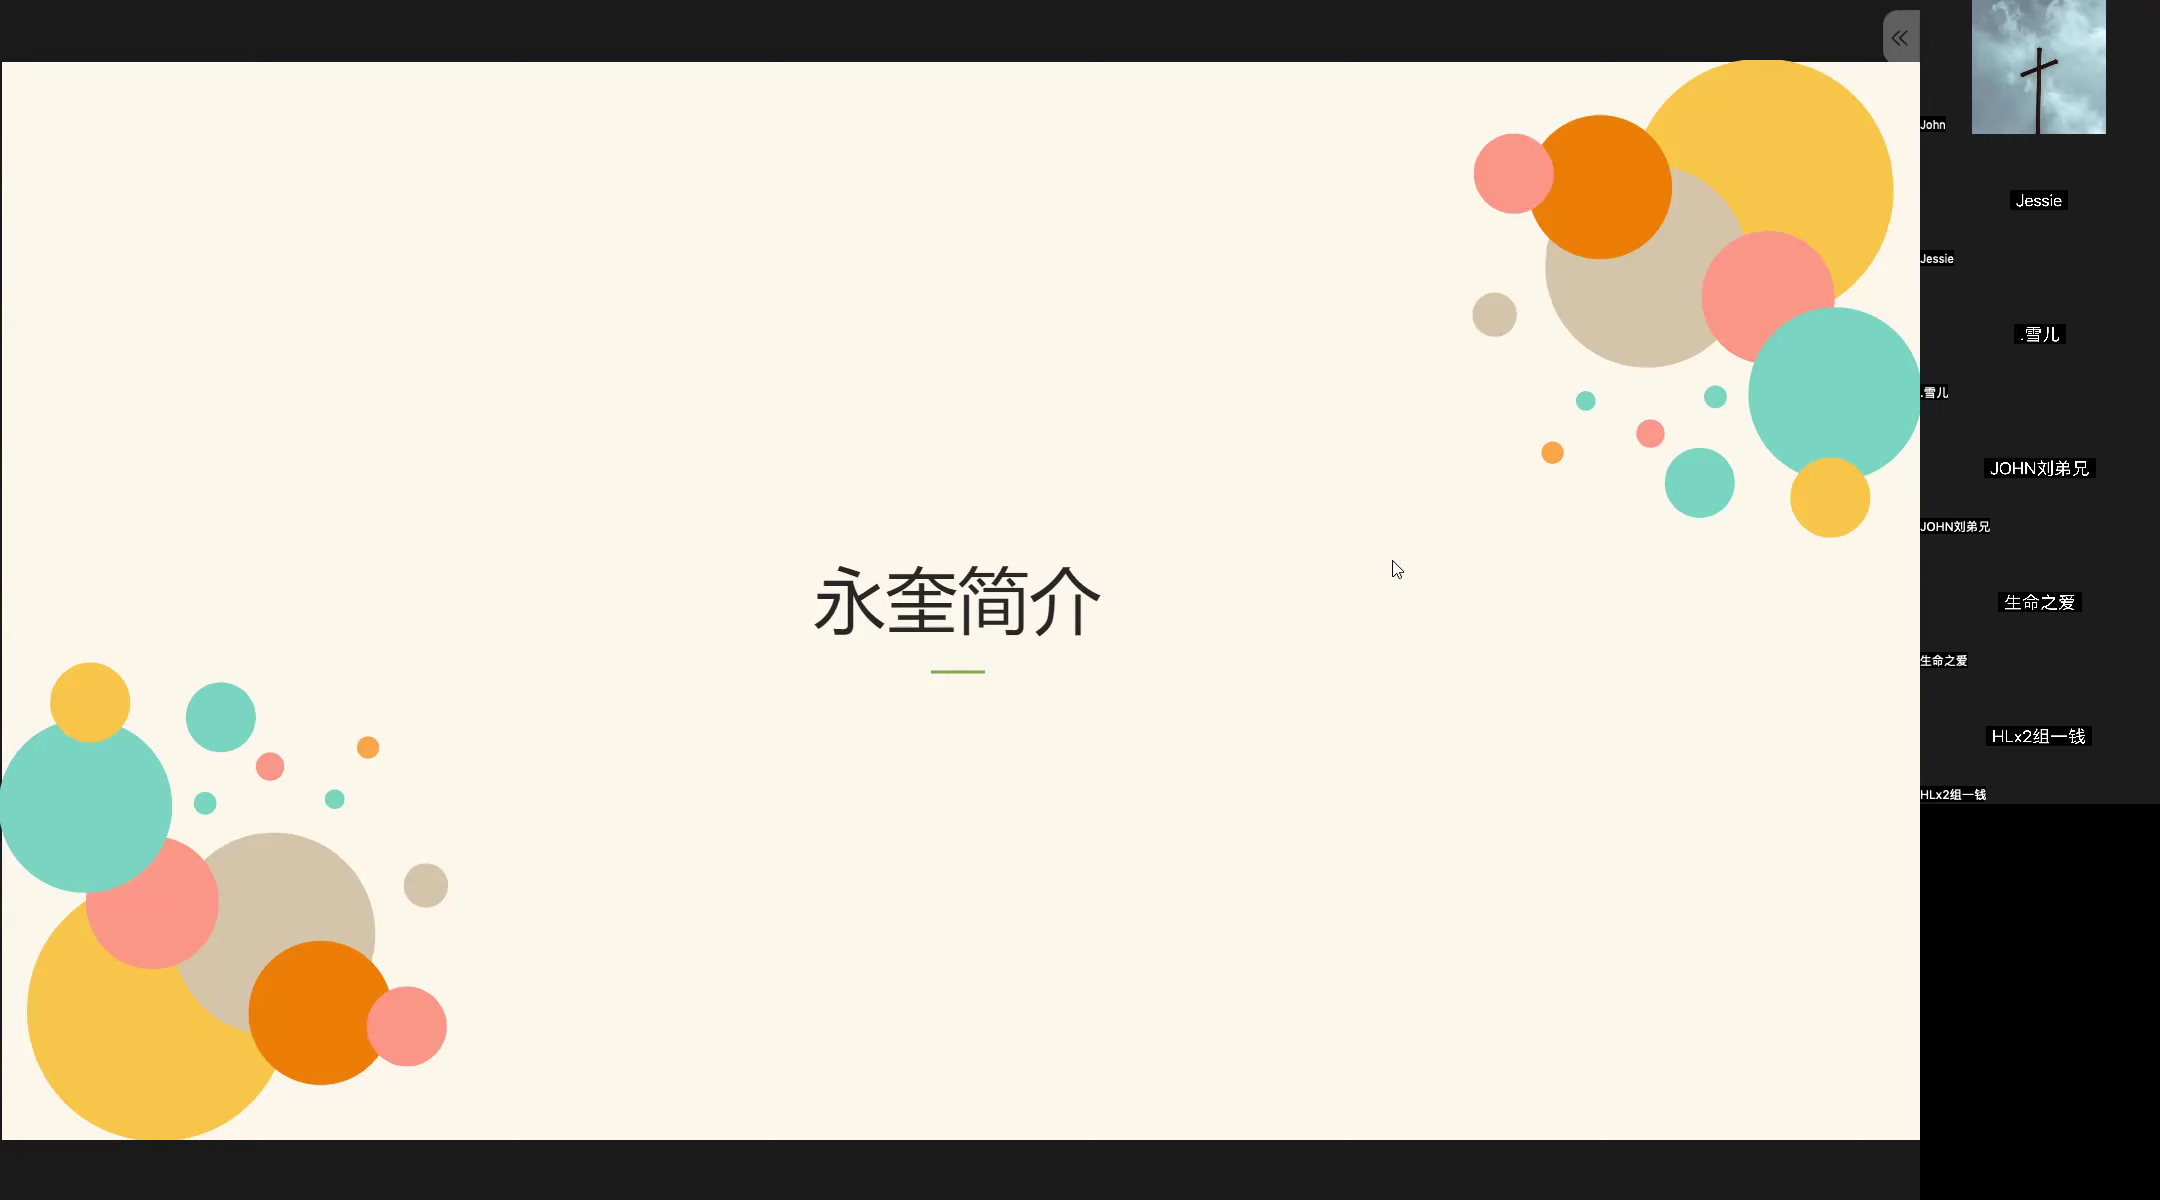 永奎简介
John
Jessie
Jessie
.雪儿
.雪儿
JOHN刘弟兄
JOHN刘弟兄
生命之爱
生命之爱
HLx2组一钱
HLx2组一钱